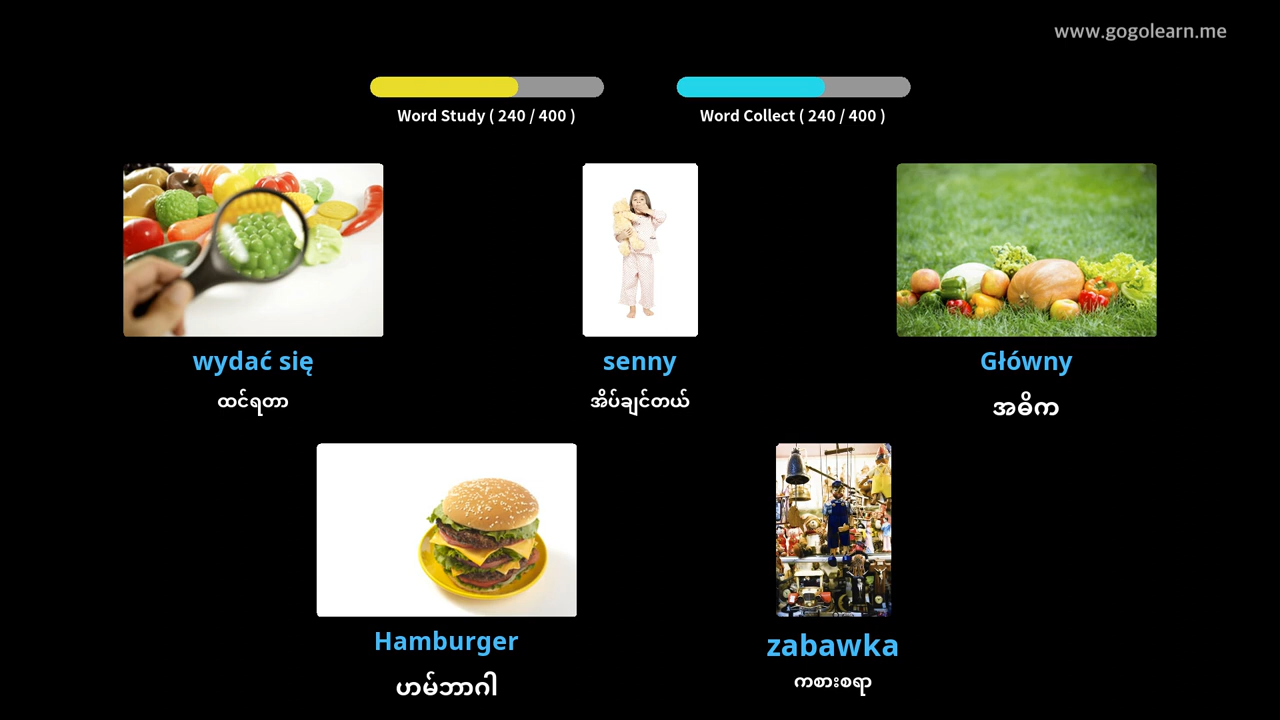 www.gogolearn.me
Word Study ( 240 / 400 )
Word Collect ( 240 / 400 )
wydać się
ထင်ရတာ
senny
အိပ်ချင်တယ်
Główny
အဓိက
Hamburger
ဟမ်ဘာဂါ
zabawka
ကစားစရာ